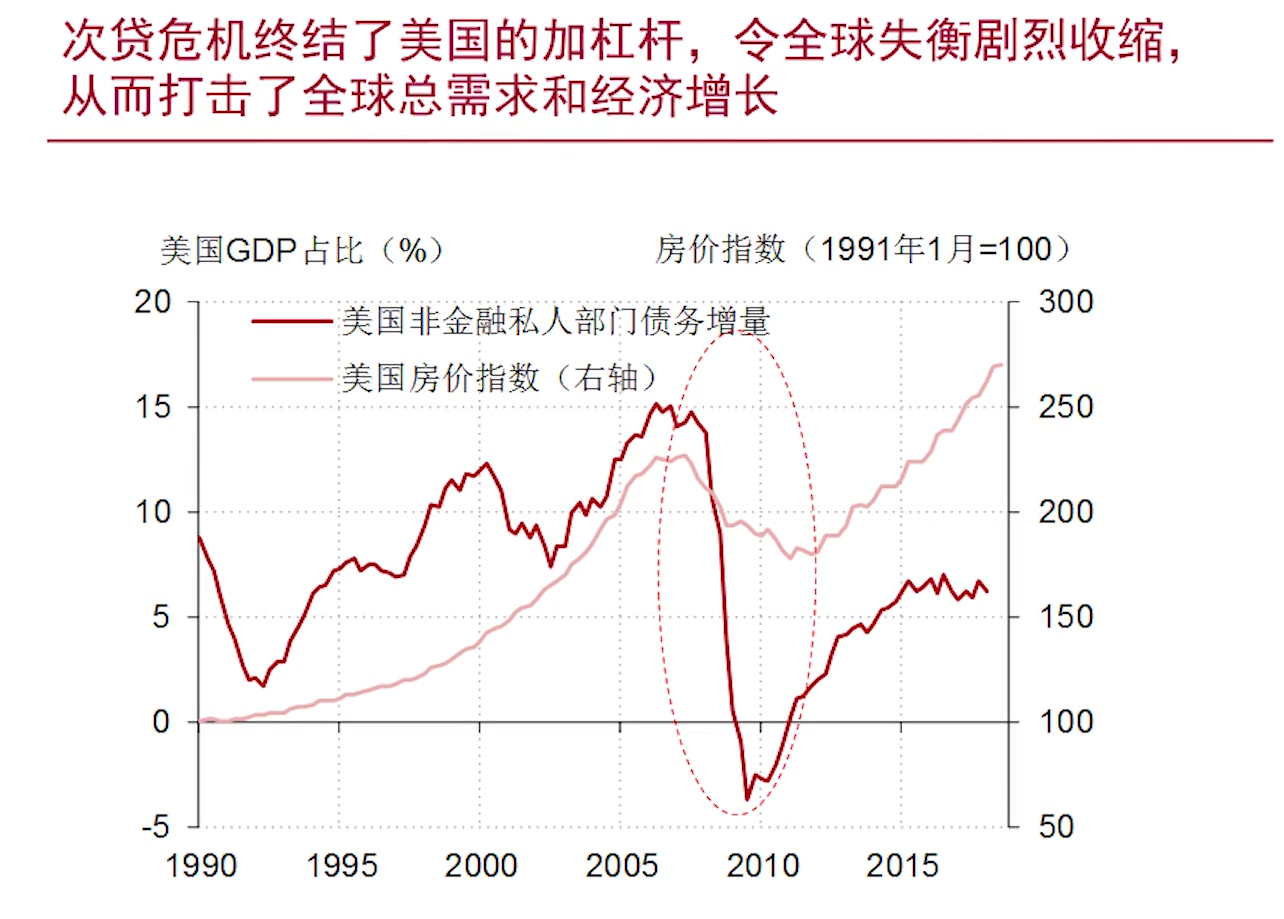 次贷危机终结了美国的加杠杆，令全球失衡剧烈收缩，
从而打击了全球总需求和经济增长
美国GDP占比（%）
房价指数（1991年1月=100）
20
300
美国非金融私人部门债务增量
美国房价指数（右轴）
15
250
10
200
5
150
0
100
-5
50
1990 1995 2000 2005 2010 2015